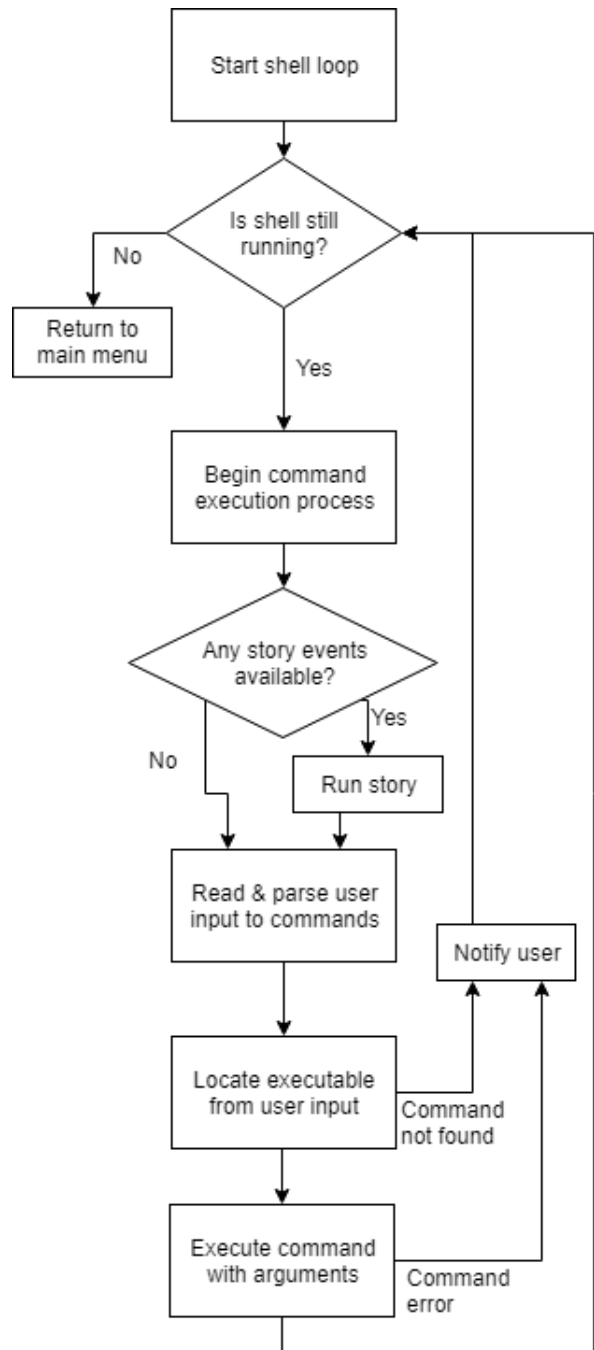 Start shell loop
Is shell still
running?
No
Return to
main menu
Yes
Begin command
execution process
Any story events
available?
Yes
No
Run story
Read & parse user
input to commands
Notify user
Locate executable
from user input
Command
not found
Execute command
with arguments
Command
error